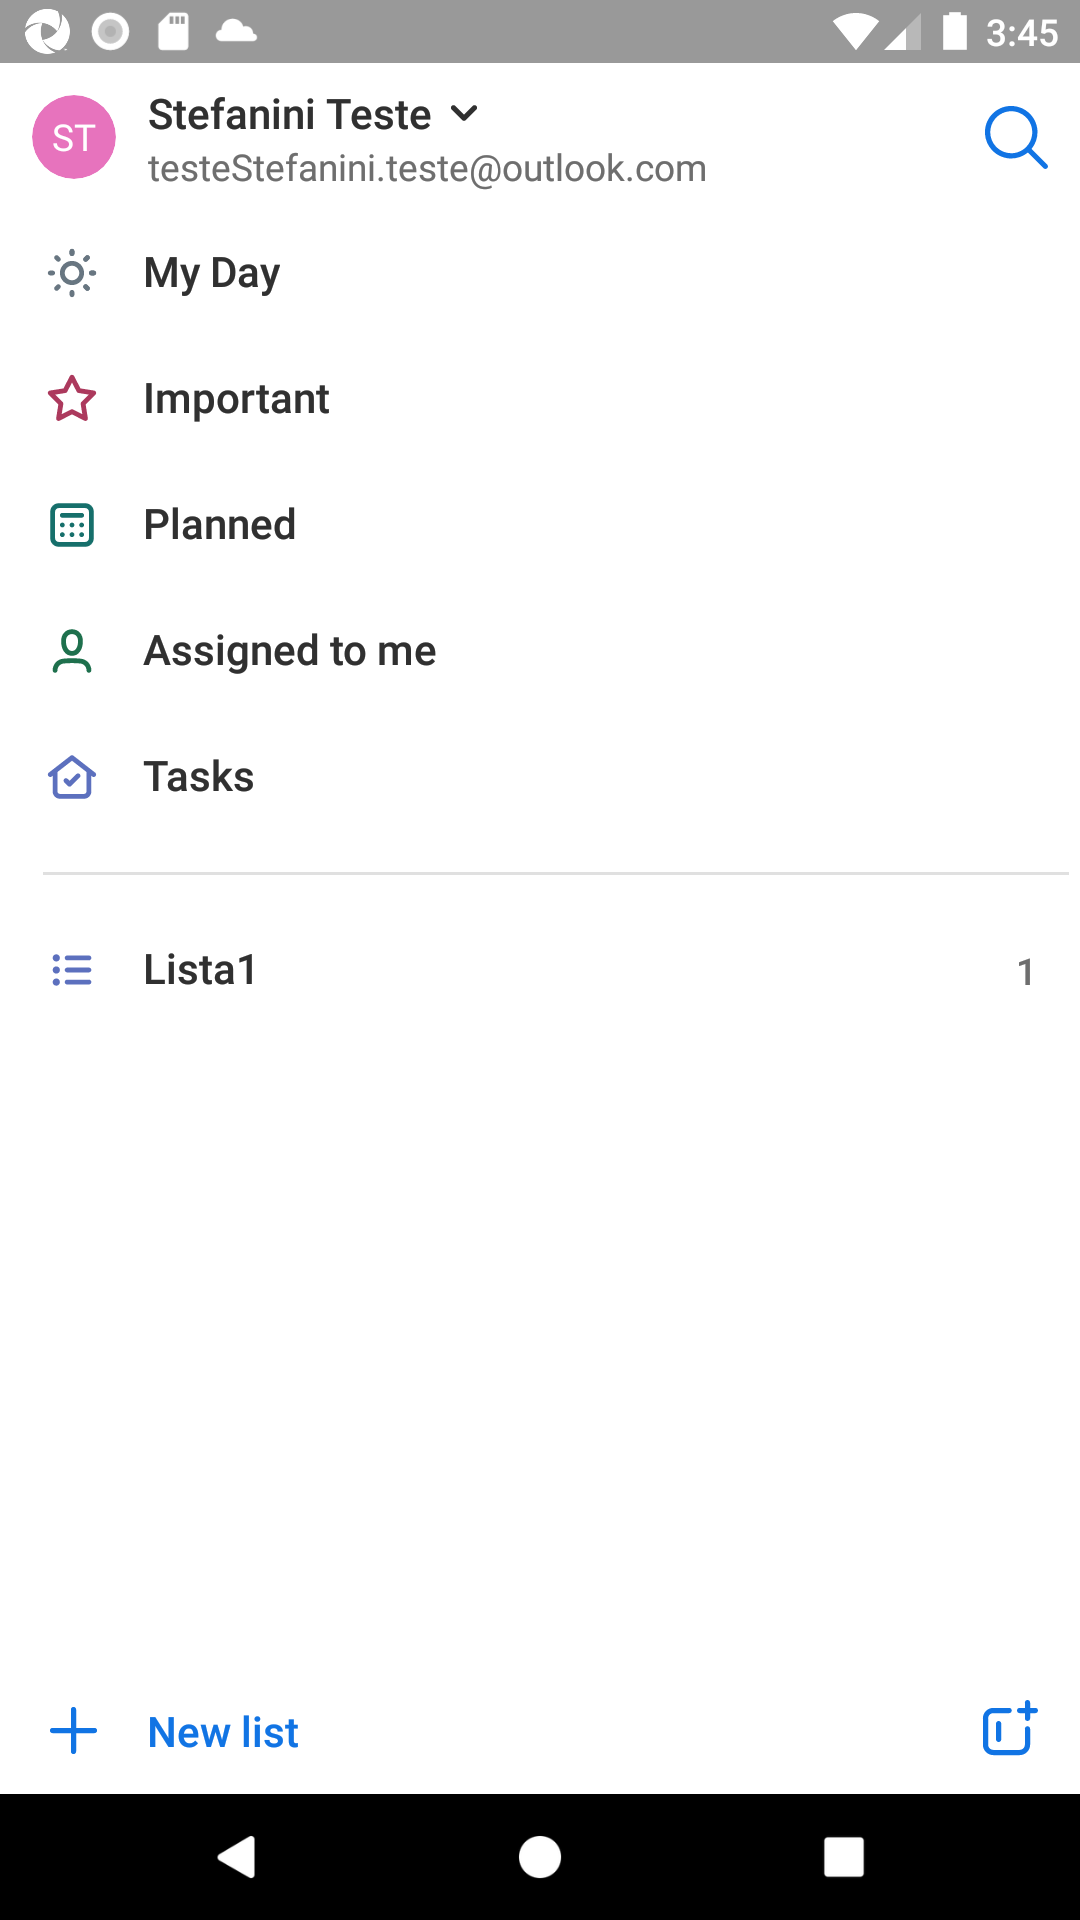 3:45
ST
Stefanini Teste
testeStefanini.teste@outlook.com
My Day
Important
Planned
Assigned to me
Tasks
Lista1 1
New list